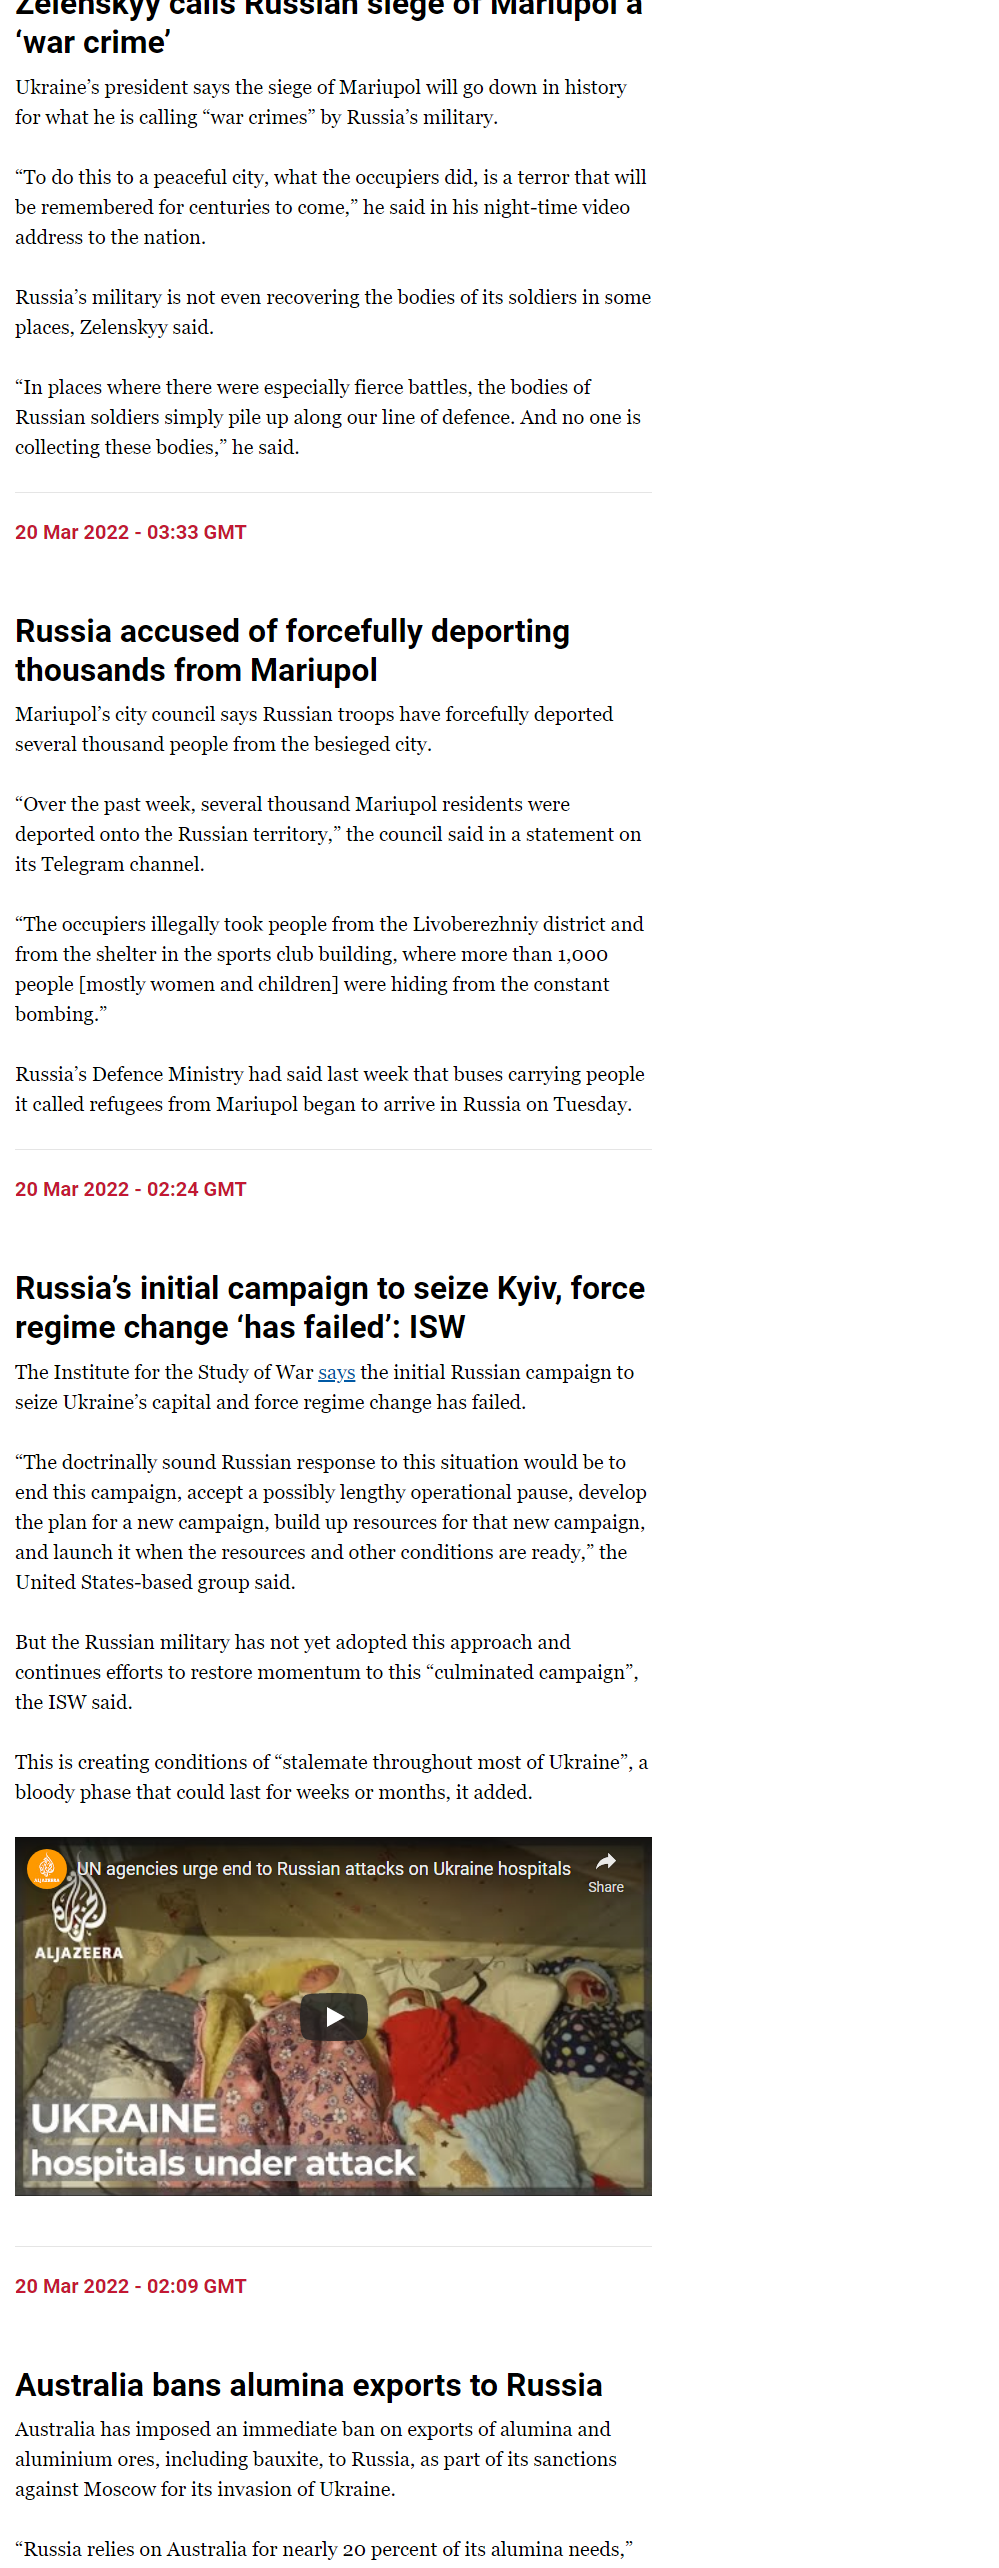 Zelenskyy calls Russian siege of Mariupol a
‘war crime’
Ukraine’s president says the siege of Mariupol will go down in history
for what he is calling “war crimes” by Russia’s military.
“To do this to a peaceful city, what the occupiers did, is a terror that will
be remembered for centuries to come,” he said in his night-time video
address to the nation.
Russia’s military is not even recovering the bodies of its soldiers in some
places, Zelenskyy said.
“In places where there were especially fierce battles, the bodies of
Russian soldiers simply pile up along our line of defence. And no one is
collecting these bodies,” he said.
20 Mar 2022 - 03:33 GMT
Russia accused of forcefully deporting
thousands from Mariupol
Mariupol’s city council says Russian troops have forcefully deported
several thousand people from the besieged city.
“Over the past week, several thousand Mariupol residents were
deported onto the Russian territory,” the council said in a statement on
its Telegram channel.
“The occupiers illegally took people from the Livoberezhniy district and
from the shelter in the sports club building, where more than 1,000
people [mostly women and children] were hiding from the constant
bombing.”
Russia’s Defence Ministry had said last week that buses carrying people
it called refugees from Mariupol began to arrive in Russia on Tuesday.
20 Mar 2022 - 02:24 GMT
Russia’s initial campaign to seize Kyiv, force
regime change ‘has failed’: ISW
The Institute for the Study of War says the initial Russian campaign to
seize Ukraine’s capital and force regime change has failed.
“The doctrinally sound Russian response to this situation would be to
end this campaign, accept a possibly lengthy operational pause, develop
the plan for a new campaign, build up resources for that new campaign,
and launch it when the resources and other conditions are ready,” the
United States-based group said.
But the Russian military has not yet adopted this approach and
continues efforts to restore momentum to this “culminated campaign”,
the ISW said.
This is creating conditions of “stalemate throughout most of Ukraine”, a
bloody phase that could last for weeks or months, it added.
UN agencies urge end to Russian attacks on Ukraine hospitals
Share
ALJAZEERA
ALJAZEERA
UKRAINE
hospitals under attack
20 Mar 2022 - 02:09 GMT
Australia bans alumina exports to Russia
Australia has imposed an immediate ban on exports of alumina and
aluminium ores, including bauxite, to Russia, as part of its sanctions
against Moscow for its invasion of Ukraine.
“Russia relies on Australia for nearly 20 percent of its alumina needs,”